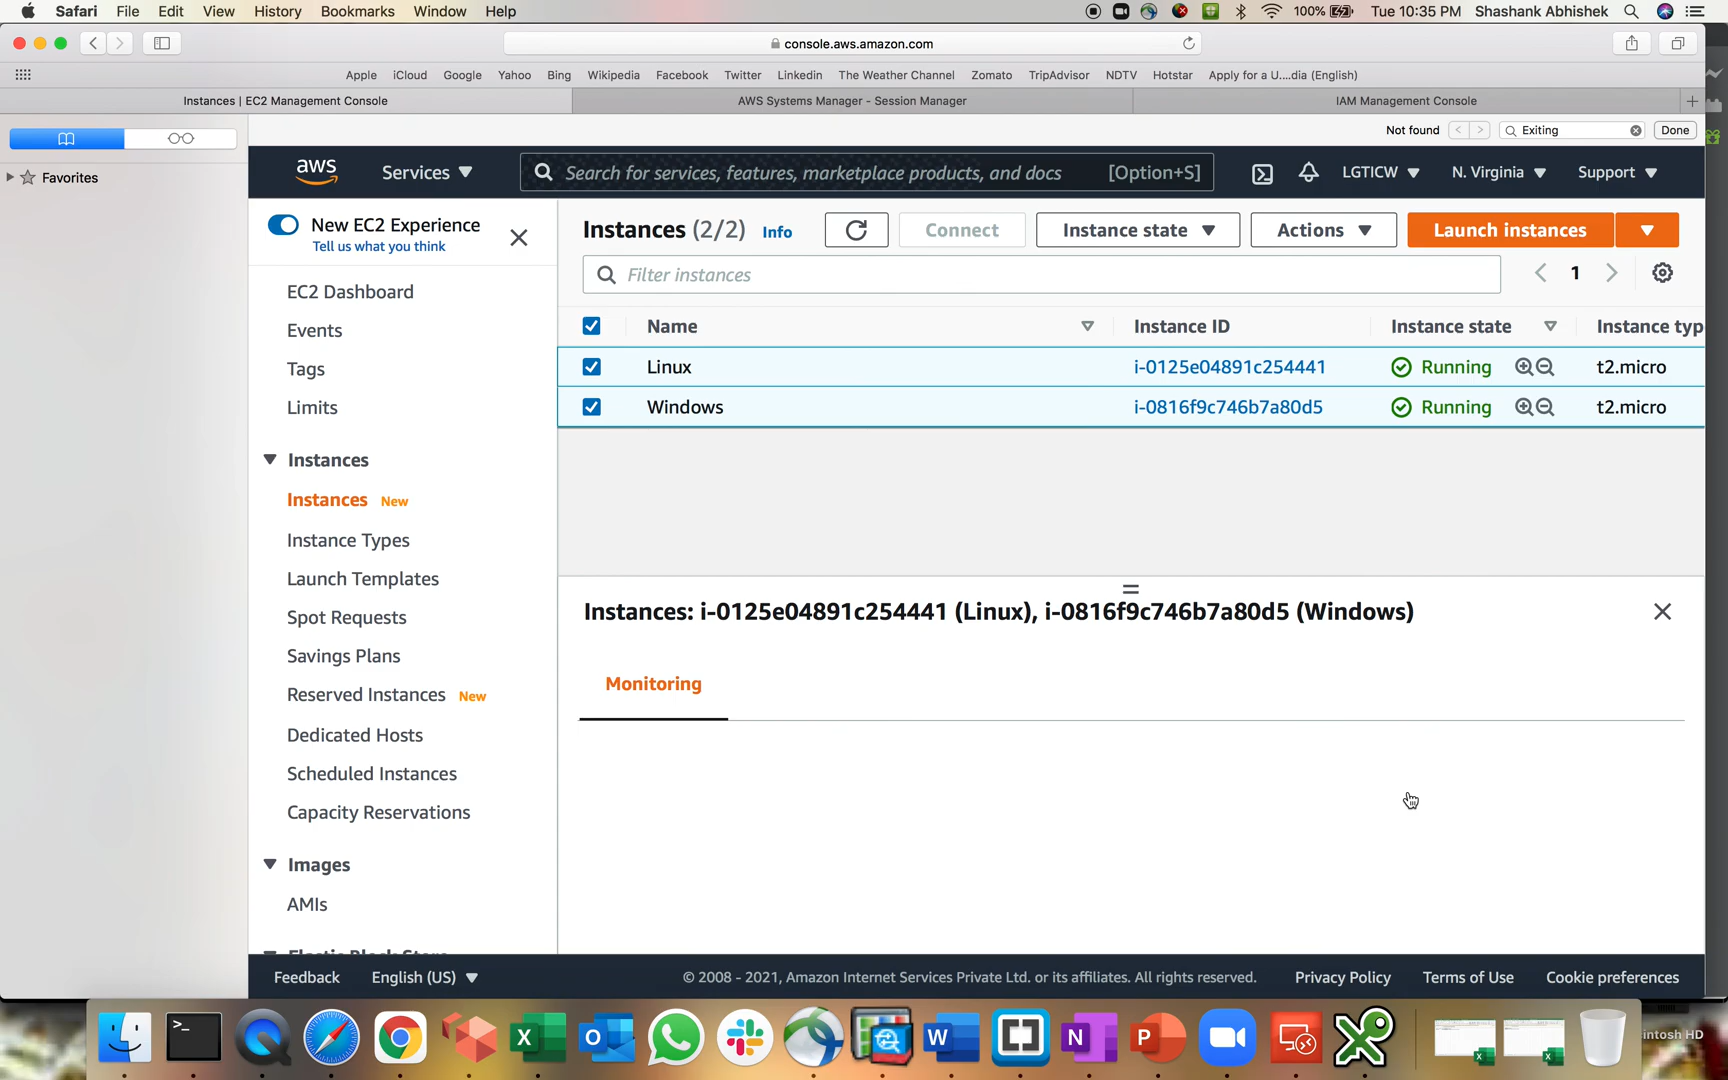 Safari File Edit View History Bookmarks Window Help 100% Tue 10:35 PM Shashank Abhishek
console.aws.amazon.com
Apple iCloud Google Yahoo Bing Wikipedia Facebook Twitter Linkedin The Weather Channel Zomato TripAdvisor NDTV Hotstar Apply for a U....dia (English)
Instances | EC2 Management Console AWS Systems Manager - Session Manager IAM Management Console
Not found Exiting Done
Favorites
aws Services Search for services, features, marketplace products, and docs [Option+S] LGTICW N. Virginia Support
New EC2 Experience
Tell us what you think
EC2 Dashboard
Events
Tags
Limits
Instances
Instances New
Instance Types
Launch Templates
Spot Requests
Savings Plans
Reserved Instances New
Dedicated Hosts
Scheduled Instances
Capacity Reservations
Images
AMIs
Elastic Block Store
Instances (2/2) Info Connect Instance state Actions Launch instances
Filter instances 1
Name Instance ID Instance state Instance typ
Linux i-0125e04891c254441 Running t2.micro
Windows i-0816f9c746b7a80d5 Running t2.micro
Instances: i-0125e04891c254441 (Linux), i-0816f9c746b7a80d5 (Windows)
Monitoring
Feedback English (US) © 2008 - 2021, Amazon Internet Services Private Ltd. or its affiliates. All rights reserved. Privacy Policy Terms of Use Cookie preferences
>_ X O W N P X
intosh HD